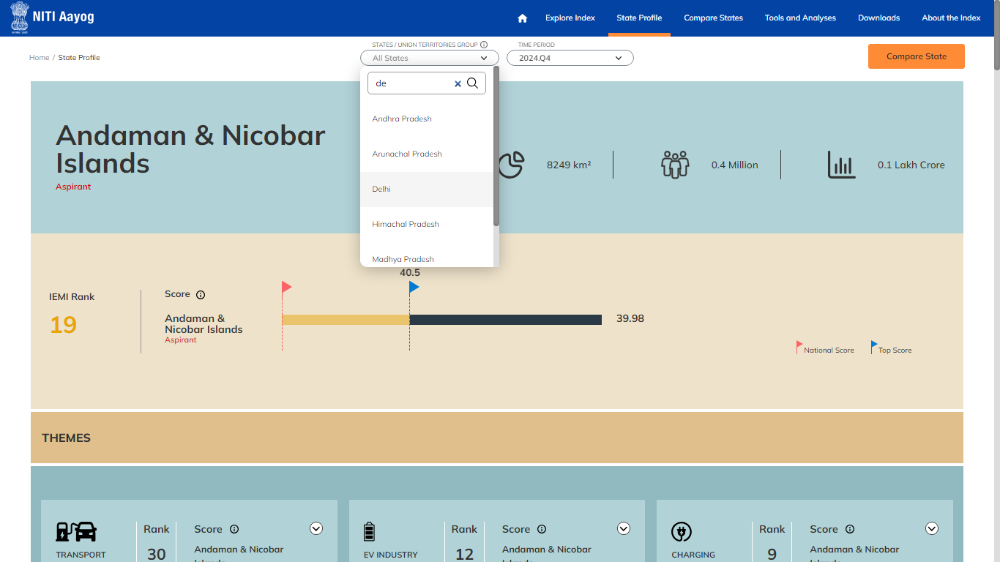 NITI Aayog
Explore Index
State Profile
Compare States
Tools and Analyses
Downloads
About the Index
Home / State Profile
STATES / UNION TERRITORIES GROUP
All States
TIME PERIOD
2024.Q4
Compare State
de
Andhra Pradesh
Arunachal Pradesh
Delhi
Himachal Pradesh
Madhya Pradesh
Andaman & Nicobar
Islands
Aspirant
8249 km²
0.4 Million
0.1 Lakh Crore
40.5
IEMI Rank
19
Score
Andaman &
Nicobar Islands
Aspirant
39.98
National Score
Top Score
THEMES
Rank
Score
TRANSPORT
30
Andaman & Nicobar
Rank
Score
EV INDUSTRY
12
Andaman & Nicobar
Rank
Score
CHARGING
9
Andaman & Nicobar